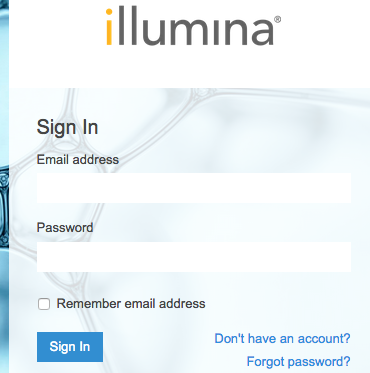 illumina®
Sign In
Email address
Password
Remember email address
Sign In
Don't have an account?
Forgot password?